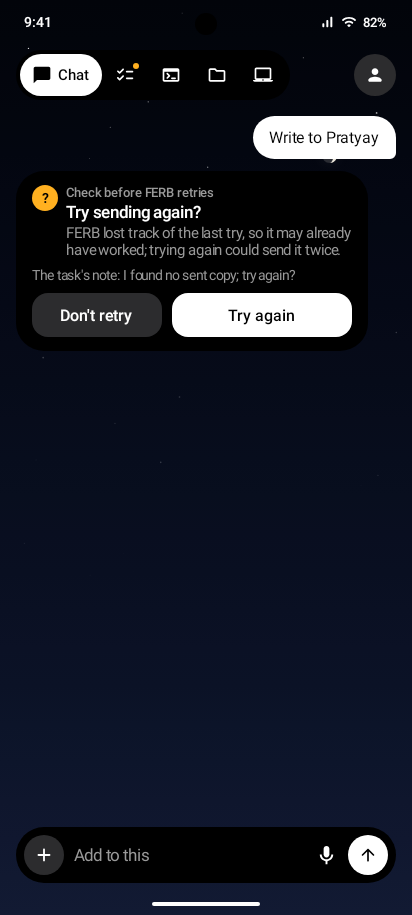 9:41
82%
Chat
Write to Pratyay
?
Check before FERB retries
Try sending again?
FERB lost track of the last try, so it may already
have worked; trying again could send it twice.
The task's note: I found no sent copy; try again?
Don't retry
Try again
Add to this